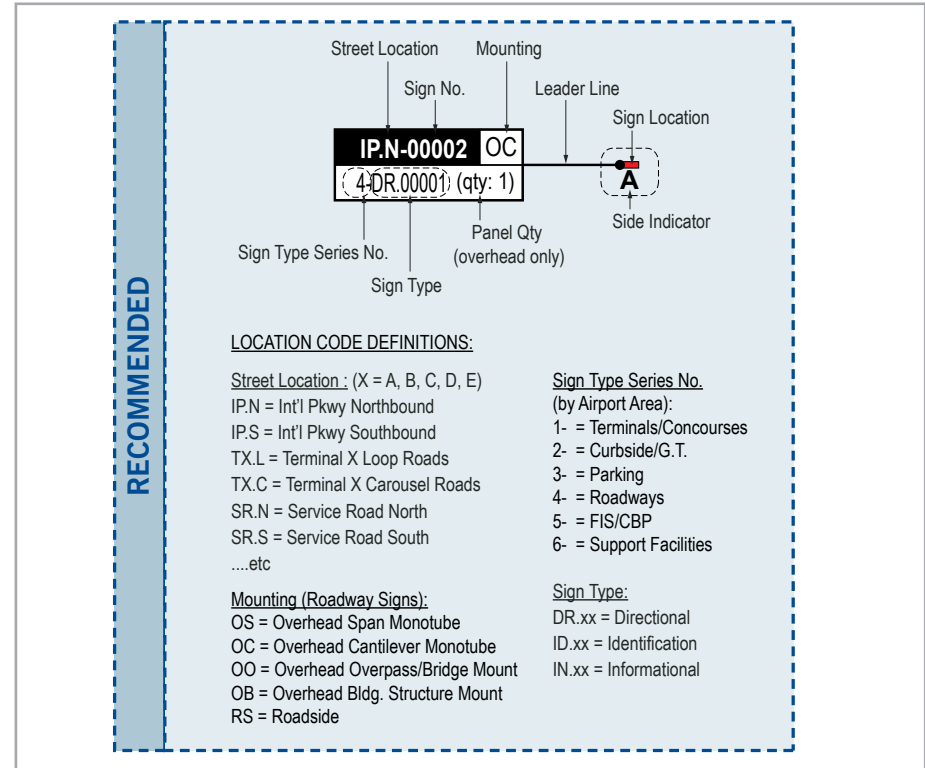 RECOMMENDED
Street Location
Mounting
Sign No.
Leader Line
Sign Location
IP.N-00002 OC
4-DR.00001 (qty: 1)
A
Side Indicator
Sign Type Series No.
Panel Qty
(overhead only)
Sign Type
LOCATION CODE DEFINITIONS:
Street Location : (X = A, B, C, D, E)
IP.N = Int'l Pkwy Northbound
IP.S = Int'l Pkwy Southbound
TX.L = Terminal X Loop Roads
TX.C = Terminal X Carousel Roads
SR.N = Service Road North
SR.S = Service Road South
....etc
Mounting (Roadway Signs):
OS = Overhead Span Monotube
OC = Overhead Cantilever Monotube
OO = Overhead Overpass/Bridge Mount
OB = Overhead Bldg. Structure Mount
RS = Roadside
Sign Type Series No.
(by Airport Area):
1- = Terminals/Concourses
2- = Curbside/G.T.
3- = Parking
4- = Roadways
5- = FIS/CBP
6- = Support Facilities
Sign Type:
DR.xx = Directional
ID.xx = Identification
IN.xx = Informational